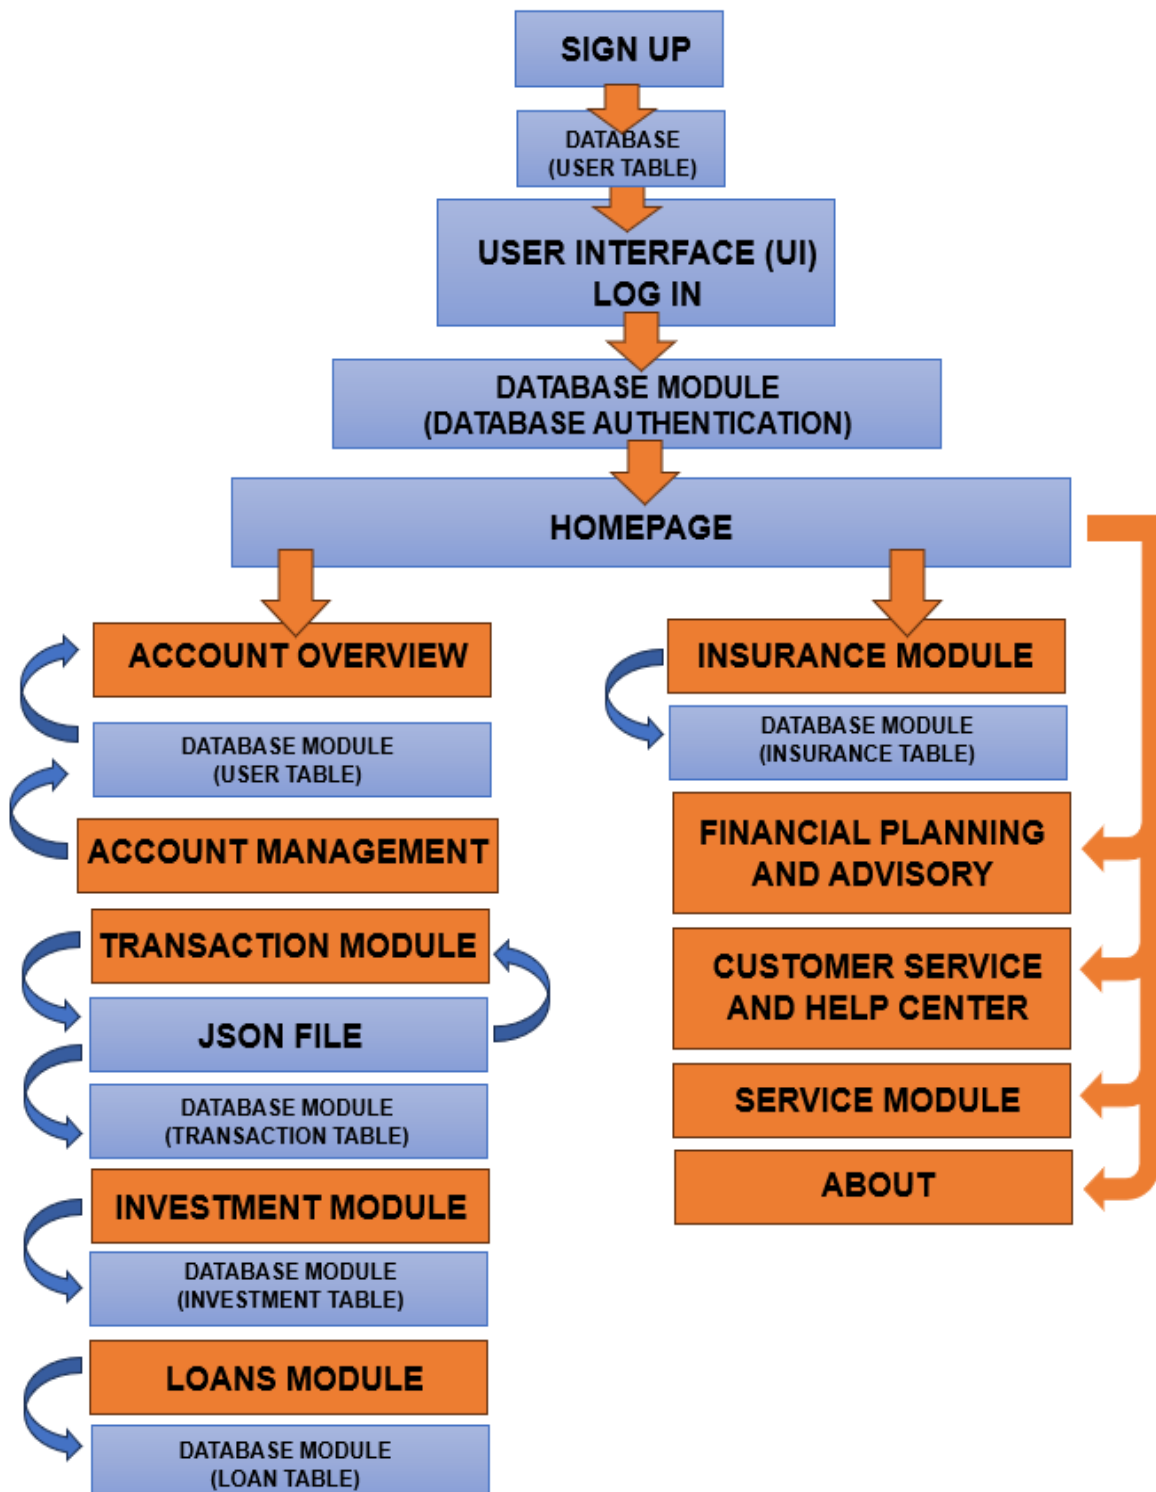 SIGN UP
DATABASE
(USER TABLE)
USER INTERFACE (UI)
LOG IN
DATABASE MODULE
(DATABASE AUTHENTICATION)
HOMEPAGE
ACCOUNT OVERVIEW
DATABASE MODULE
(USER TABLE)
ACCOUNT MANAGEMENT
TRANSACTION MODULE
JSON FILE
DATABASE MODULE
(TRANSACTION TABLE)
INVESTMENT MODULE
DATABASE MODULE
(INVESTMENT TABLE)
LOANS MODULE
DATABASE MODULE
(LOAN TABLE)
INSURANCE MODULE
DATABASE MODULE
(INSURANCE TABLE)
FINANCIAL PLANNING
AND ADVISORY
CUSTOMER SERVICE
AND HELP CENTER
SERVICE MODULE
ABOUT